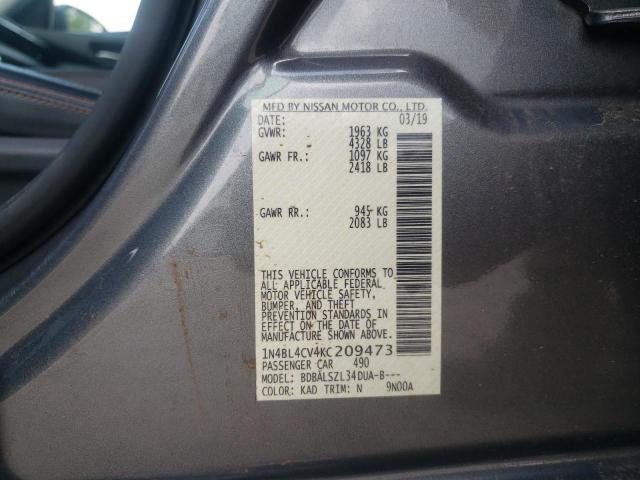 MFD BY NISSAN MOTOR CO., LTD.
DATE: 03/19
GVWR: 1963 KG
4328 LB
GAWR FR.: 1097 KG
2418 LB
GAWR RR.: 945 KG
2083 LB
THIS VEHICLE CONFORMS TO
ALL APPLICABLE FEDERAL
MOTOR VEHICLE SAFETY,
BUMPER, AND THEFT
PREVENTION STANDARDS IN
EFFECT ON THE DATE OF
MANUFACTURE SHOWN ABOVE.
1N4BL4CV4KC209473
PASSENGER CAR 490
MODEL: BDBALSZL34DUA-B---
COLOR: KAD TRIM: N 9N00A